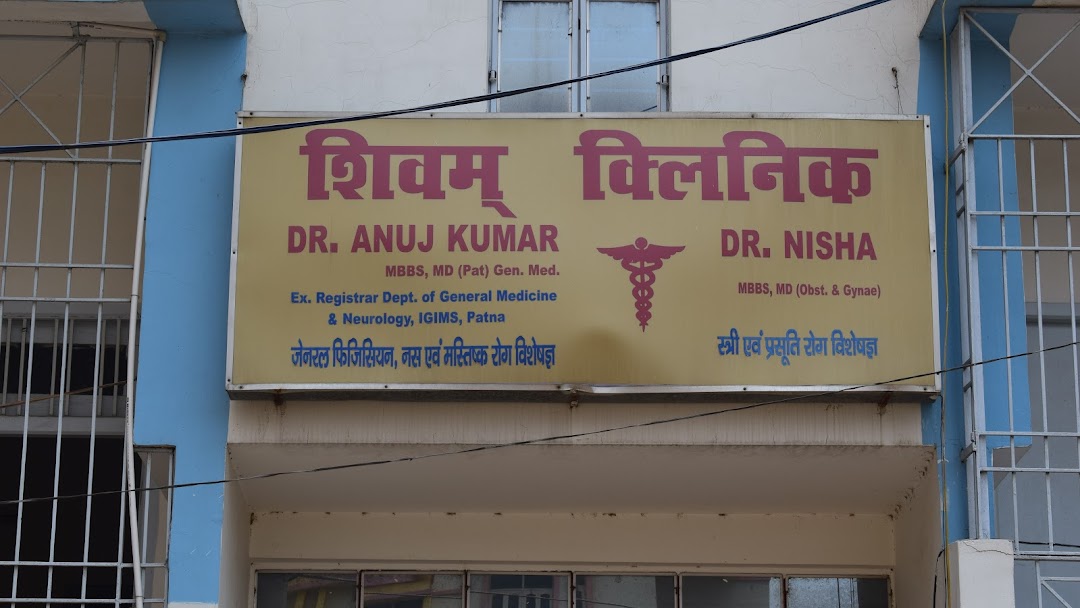 शिवम् क्लिनिक
DR. ANUJ KUMAR
MBBS, MD (Pat) Gen. Med.
Ex. Registrar Dept. of General Medicine
& Neurology, IGIMS, Patna
जेनरल फिजिसियन, नस एवं मस्तिष्क रोग विशेषज्ञ
DR. NISHA
MBBS, MD (Obst. & Gynae)
स्त्री एवं प्रसूति रोग विशेषज्ञ